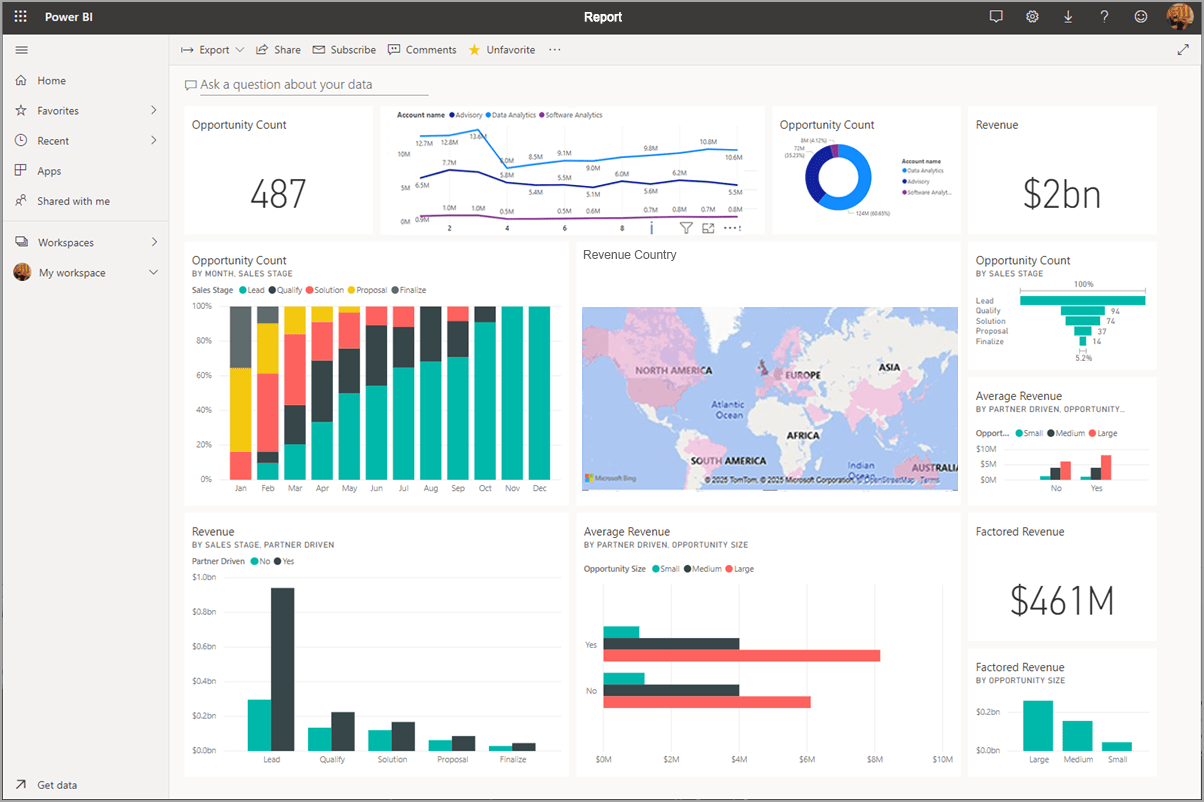 Power BI
Report
Export
Share
Subscribe
Comments
Unfavorite
Home
Favorites
Recent
Apps
Shared with me
Workspaces
My workspace
Get data
Ask a question about your data
Opportunity Count
487
Account name Advisory Data Analytics Software Analytics
10M
5M
0M
12.7M 12.8M 13.6M 8.0M 8.5M 9.1M 9.0M 9.8M 10.8M 10.6M
6.5M 7.7M 5.8M 5.4M 5.5M 5.1M 6.0M 5.6M 6.2M 5.5M
0.9M 1.0M 1.0M 0.5M 0.5M 0.6M 0.7M 0.8M 0.7M 0.8M
2 4 6 8
Opportunity Count
8M (4.12%)
72M
(35.23%)
124M (60.65%)
Account name
Data Analytics
Advisory
Software Analyt...
Revenue
$2bn
Opportunity Count
BY MONTH, SALES STAGE
Sales Stage Lead Qualify Solution Proposal Finalize
100%
80%
60%
40%
20%
0%
Jan Feb Mar Apr May Jun Jul Aug Sep Oct Nov Dec
Revenue Country
NORTH AMERICA
EUROPE
ASIA
Atlantic
Ocean
AFRICA
SOUTH AMERICA
Indian
Ocean
AUSTRALIA
Microsoft Bing
© 2025 TomTom, © 2025 Microsoft Corporation, © OpenStreetMap Terms
Opportunity Count
BY SALES STAGE
100%
Lead
Qualify 94
Solution 74
Proposal 37
Finalize 14
5.2%
Average Revenue
BY PARTNER DRIVEN, OPPORTUNITY...
Opport... Small Medium Large
$10M
$5M
$0M
No Yes
Revenue
BY SALES STAGE, PARTNER DRIVEN
Partner Driven No Yes
$1.0bn
$0.8bn
$0.6bn
$0.4bn
$0.2bn
$0.0bn
Lead Qualify Solution Proposal Finalize
Average Revenue
BY PARTNER DRIVEN, OPPORTUNITY SIZE
Opportunity Size Small Medium Large
Yes
No
$0M $2M $4M $6M $8M $10M
Factored Revenue
$461M
Factored Revenue
BY OPPORTUNITY SIZE
$0.2bn
$0.0bn
Large Medium Small